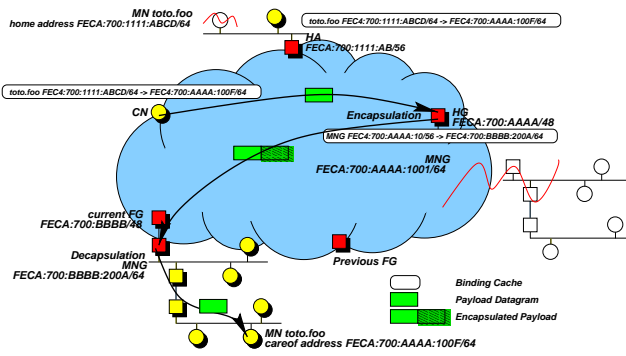 MN toto.foo
home address FECA:700:1111:ABCD/64
toto.foo FEC4:700:1111:ABCD/64 -> FECA:700:AAAA:100F/64
HA
FECA:700:1111:AB/56
toto.foo FEC4:700:1111:ABCD/64 -> FECA:700:AAAA:100F/64
CN
Encapsulation
HG
FECA:700:AAAA/48
MNG FEC4:700:AAAA:10/56 -> FECA:700:BBBB:200A/64
MNG
FECA:700:AAAA:1001/64
current FG
FECA:700:BBBB/48
Decapsulation
MNG
FECA:700:BBBB:200A/64
Previous FG
Binding Cache
Payload Datagram
Encapsulated Payload
MN toto.foo
careof address FECA:700:AAAA:100F/64